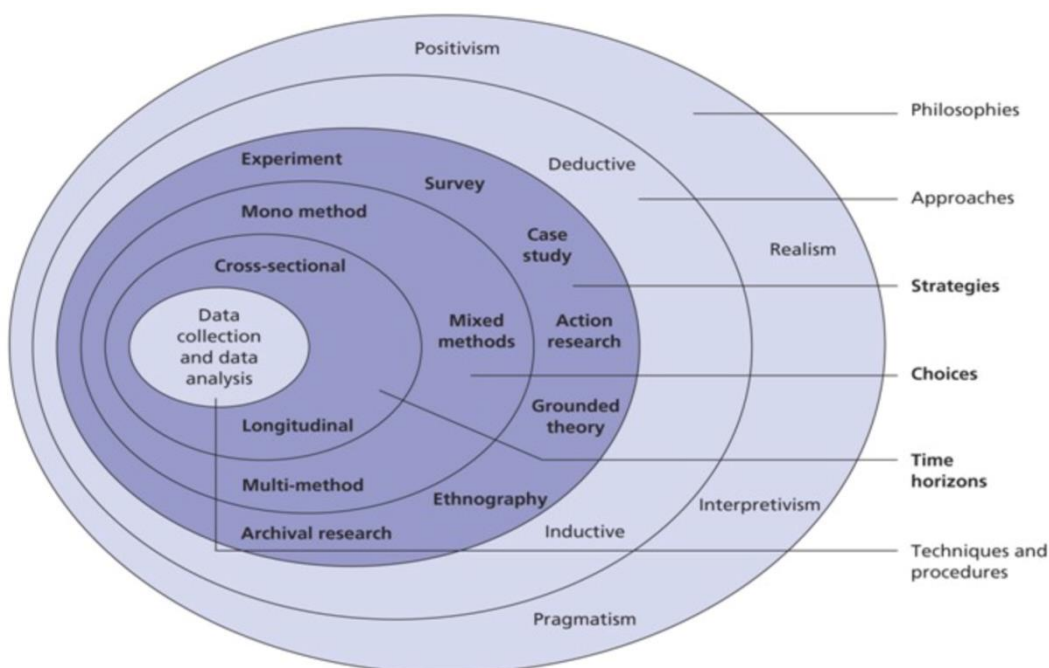 Positivism
Philosophies
Experiment
Deductive
Survey
Approaches
Mono method
Case
study
Realism
Cross-sectional
Strategies
Data
collection
and data
analysis
Mixed
methods
Action
research
Choices
Grounded
theory
Longitudinal
Time
horizons
Multi-method
Ethnography
Interpretivism
Archival research
Inductive
Techniques and
procedures
Pragmatism